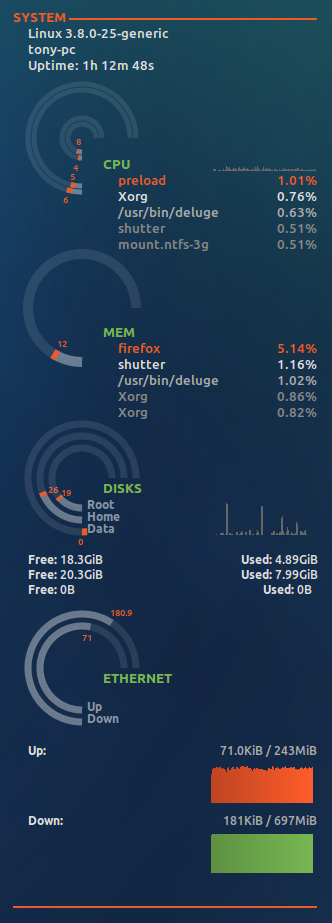 SYSTEM
Linux 3.8.0-25-generic
tony-pc
Uptime: 1h 12m 48s
8
4
5
6
CPU
preload 1.01%
Xorg 0.76%
/usr/bin/deluge 0.63%
shutter 0.51%
mount.ntfs-3g 0.51%
12
MEM
firefox 5.14%
shutter 1.16%
/usr/bin/deluge 1.02%
Xorg 0.86%
Xorg 0.82%
26 19
DISKS
Root
Home
Data
0
Free: 18.3GiB Used: 4.89GiB
Free: 20.3GiB Used: 7.99GiB
Free: 0B Used: 0B
180.9
71
ETHERNET
Up
Down
Up: 71.0KiB / 243MiB
Down: 181KiB / 697MiB